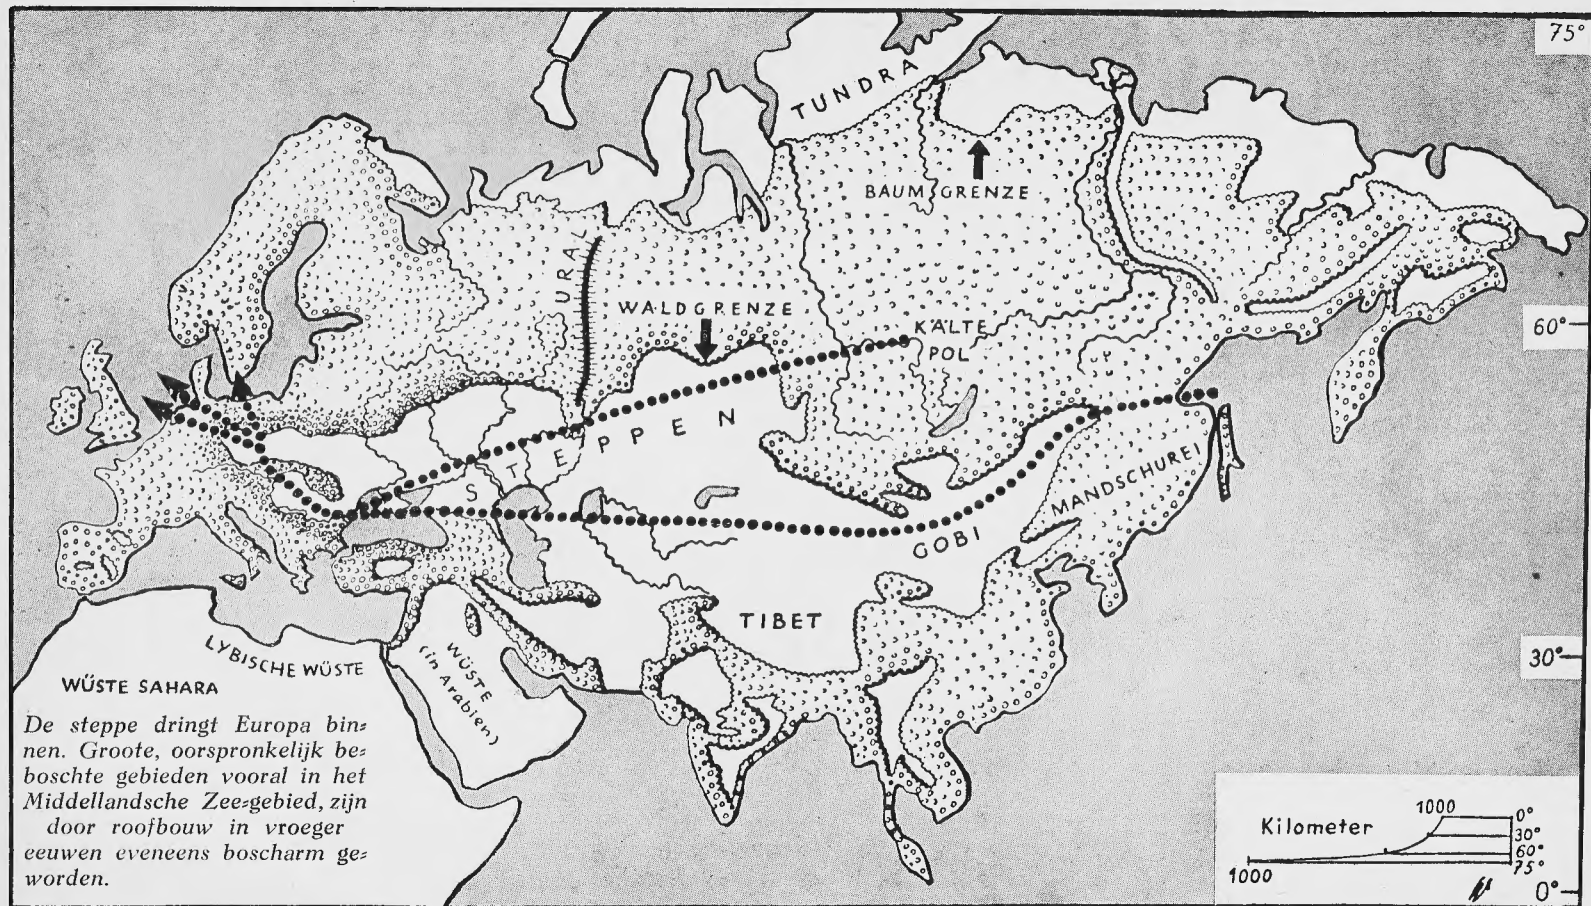 75°
TUNDRA
BAUMGRENZE
URAL
WALDGRENZE
KÄLTE
POL
60°
STEPPEN
MANDSCHUREI
GOBI
TIBET
30°
LYBISCHE WÜSTE
WÜSTE SAHARA
WÜSTE
(in Arabien)
De steppe dringt Europa bin=
nen. Groote, oorspronkelijk be=
boschte gebieden vooral in het
Middellandsche Zee=gebied, zijn
door roofbouw in vroeger
eeuwen eveneens boscharm ge=
worden.
Kilometer
1000
0°
30°
60°
75°
1000
0°